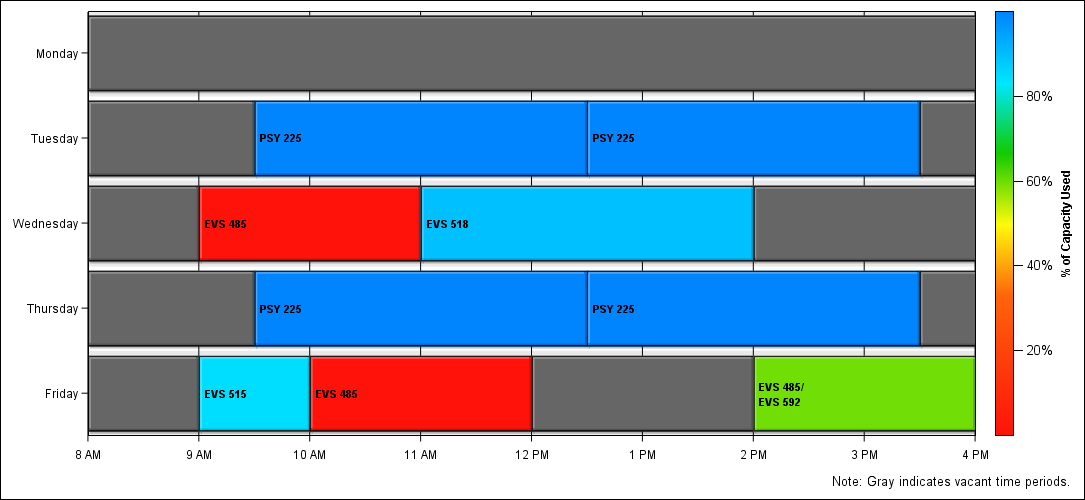 Monday
Tuesday
PSY 225
PSY 225
Wednesday
EVS 485
EVS 518
Thursday
PSY 225
PSY 225
Friday
EVS 515
EVS 485
EVS 485/
EVS 592
8 AM
9 AM
10 AM
11 AM
12 PM
1 PM
2 PM
3 PM
4 PM
80%
60%
40%
20%
% of Capacity Used
Note: Gray indicates vacant time periods.